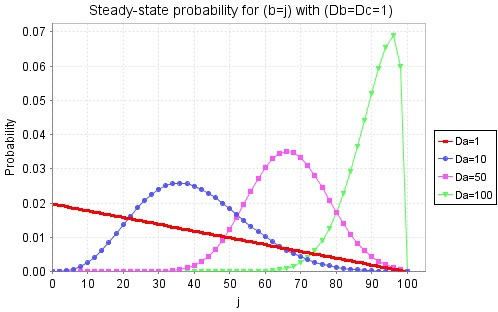 Steady-state probability for (b=j) with (Db=Dc=1)
0.07
0.06
0.05
0.04
0.03
0.02
0.01
0.00
Probability
0 10 20 30 40 50 60 70 80 90 100
j
Da=1
Da=10
Da=50
Da=100